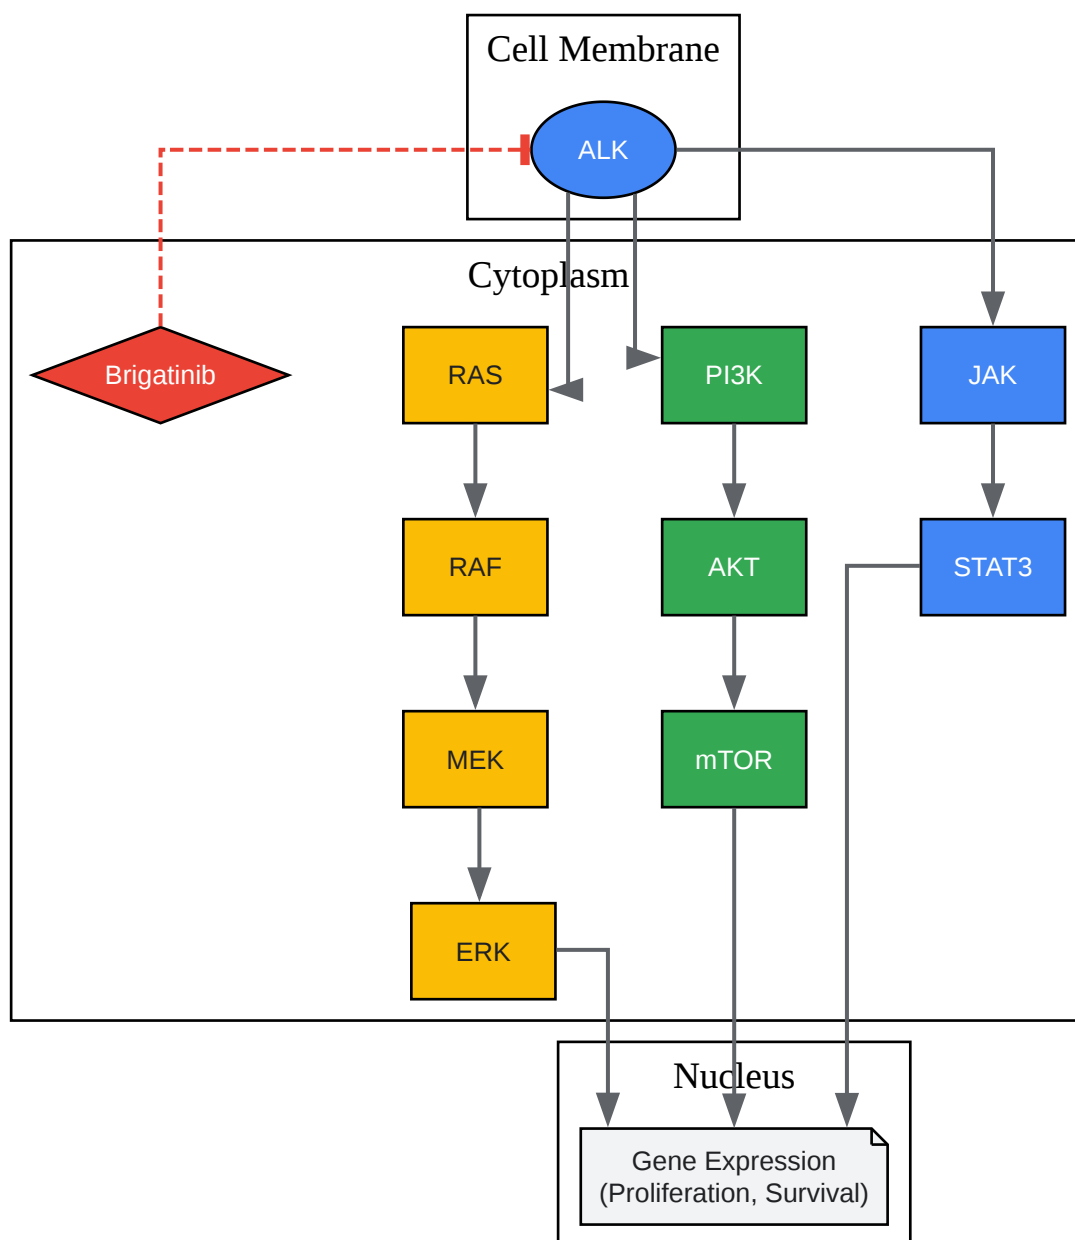 Cell Membrane
ALK
Cytoplasm
Brigatinib
RAS
PI3K
JAK
RAF
AKT
STAT3
MEK
mTOR
ERK
Nucleus
Gene Expression
(Proliferation, Survival)